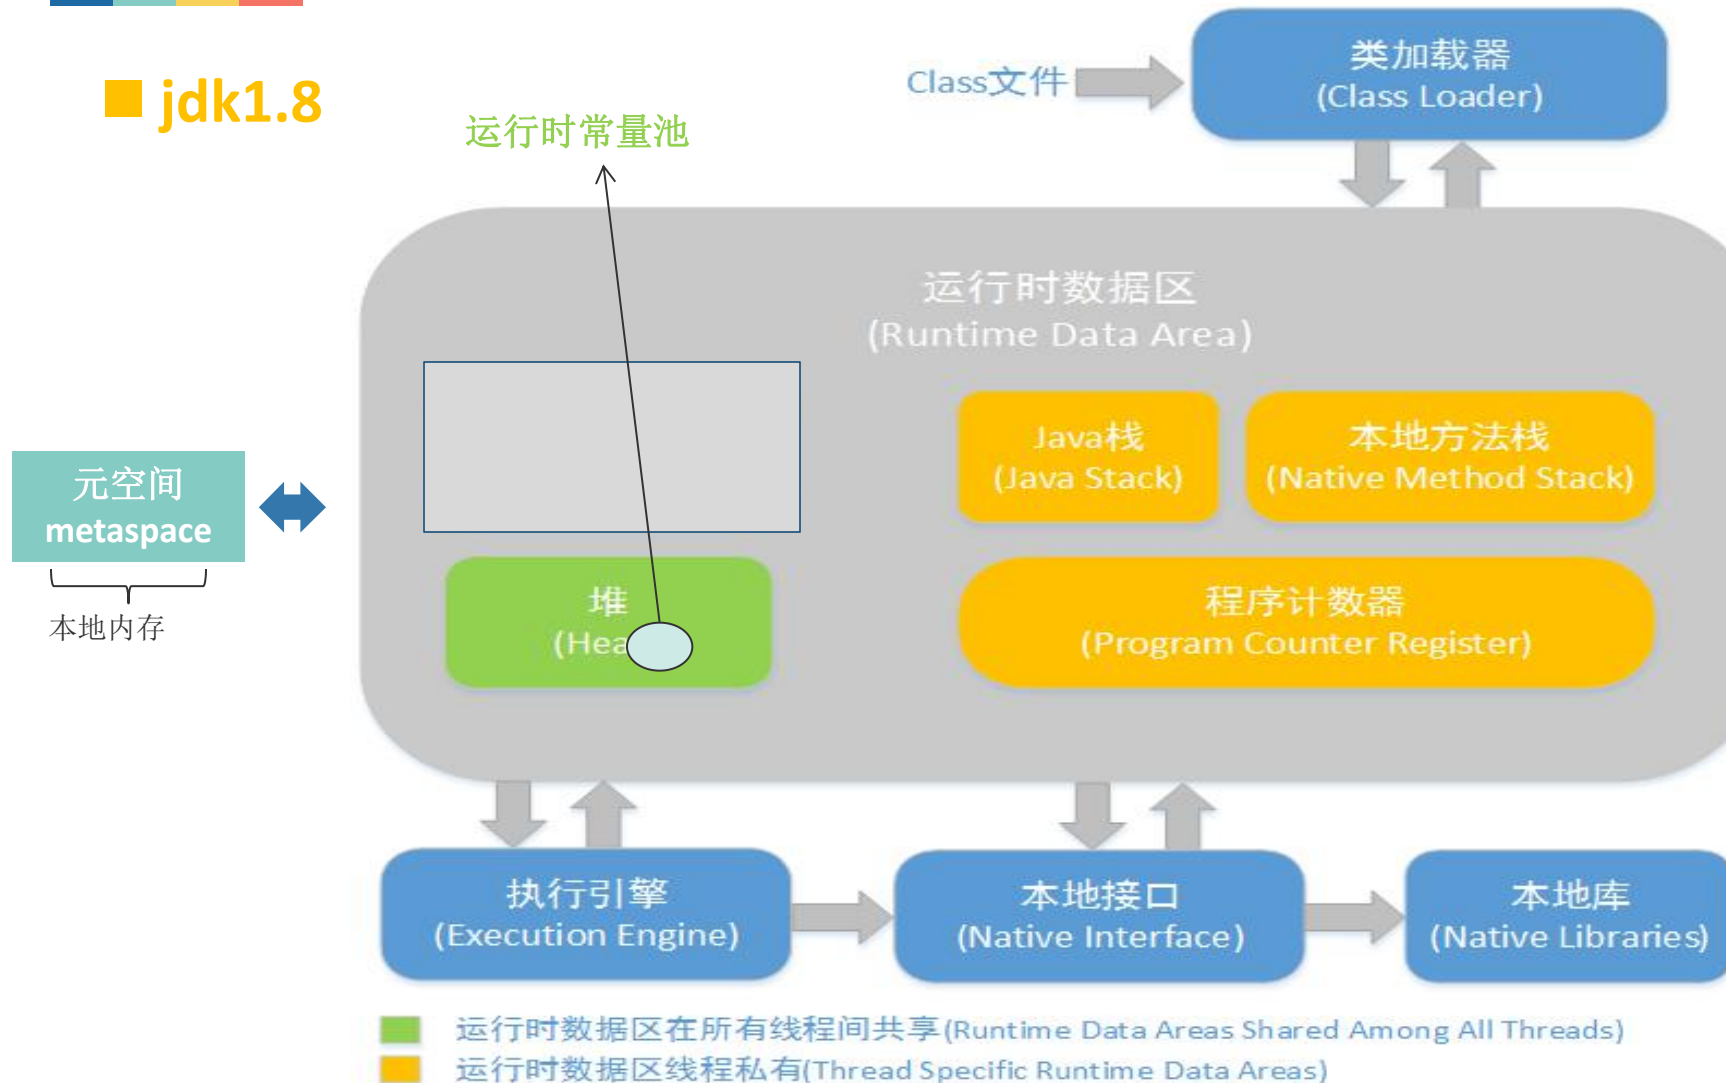 jdk1.8
运行时常量池
Class文件
类加载器
(Class Loader)
运行时数据区
(Runtime Data Area)
元空间
metaspace
本地内存
Java栈
(Java Stack)
本地方法栈
(Native Method Stack)
堆
(Hea
程序计数器
(Program Counter Register)
执行引擎
(Execution Engine)
本地接口
(Native Interface)
本地库
(Native Libraries)
运行时数据区在所有线程间共享(Runtime Data Areas Shared Among All Threads)
运行时数据区线程私有(Thread Specific Runtime Data Areas)